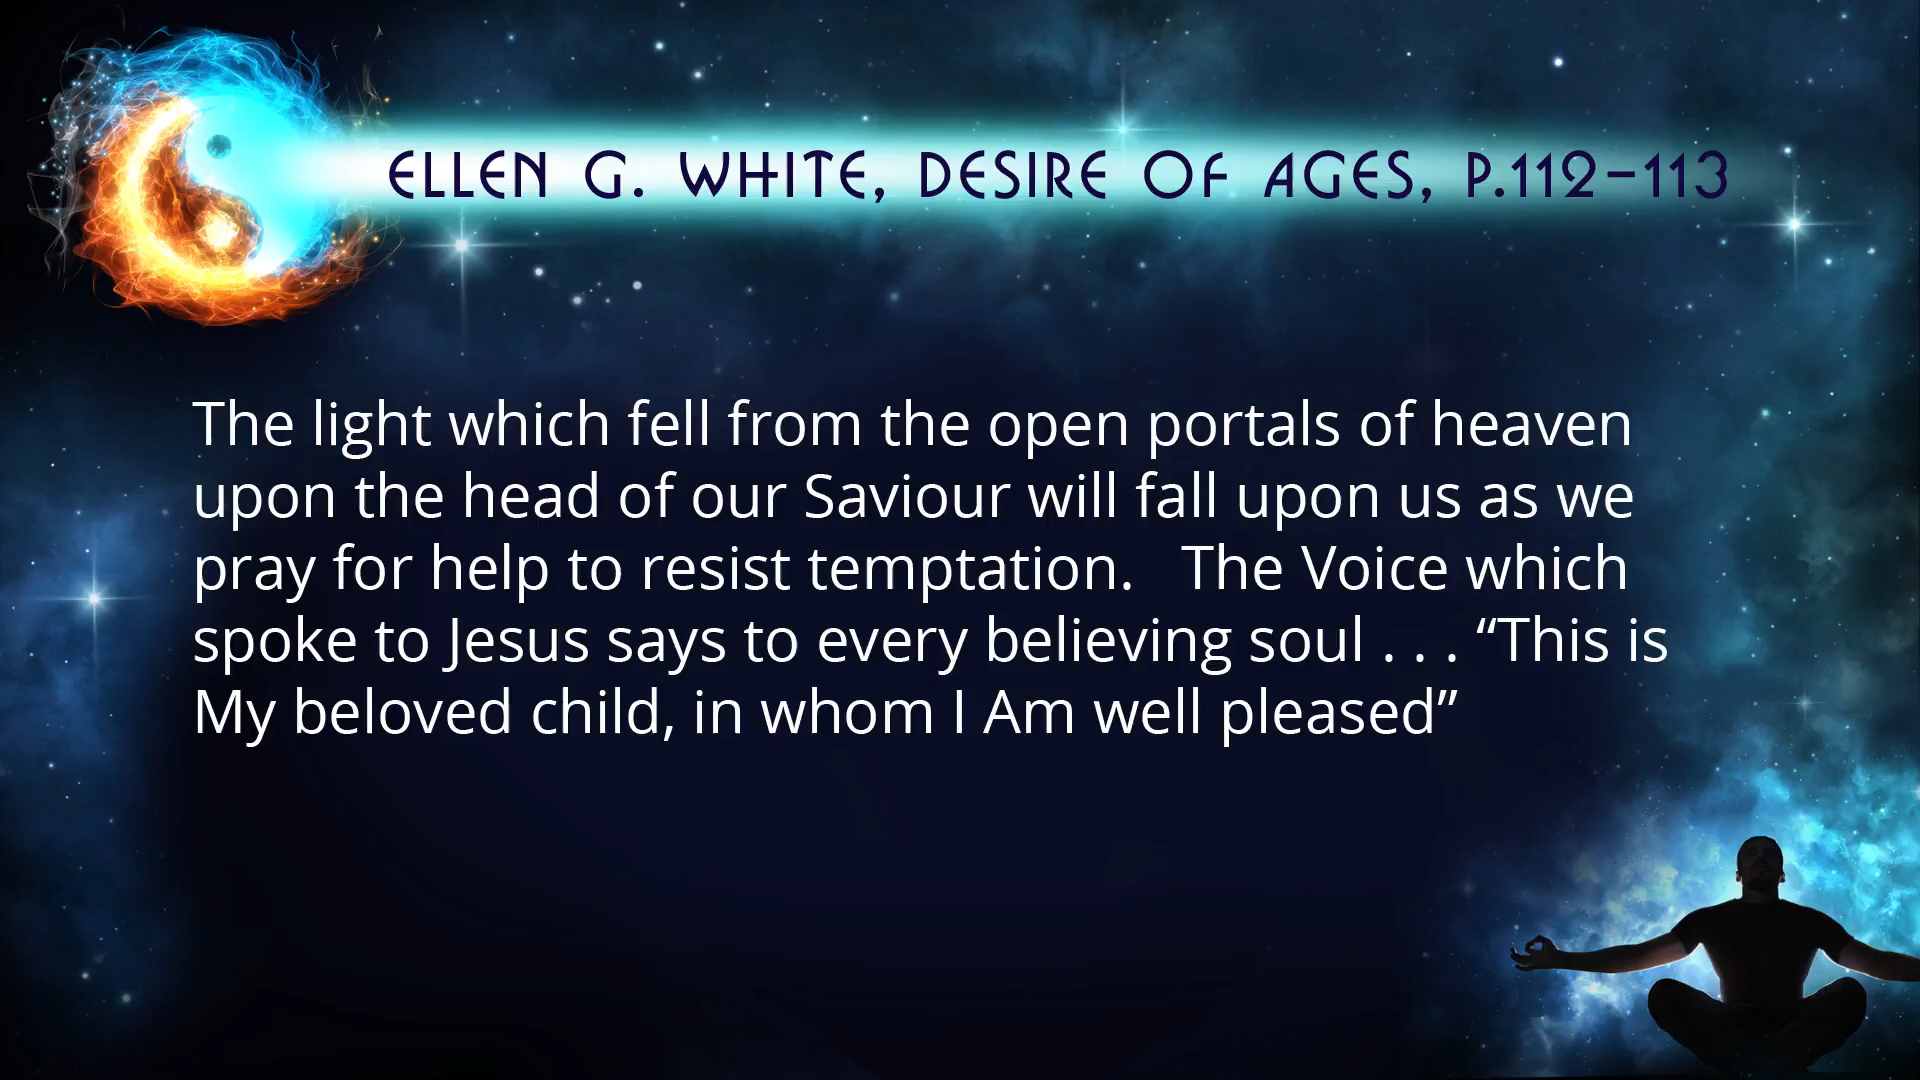 ELLEN G. WHITE, DESIRE OF AGES, P.112-113
The light which fell from the open portals of heaven
upon the head of our Saviour will fall upon us as we
pray for help to resist temptation.   The Voice which
spoke to Jesus says to every believing soul . . . “This is
My beloved child, in whom I Am well pleased”